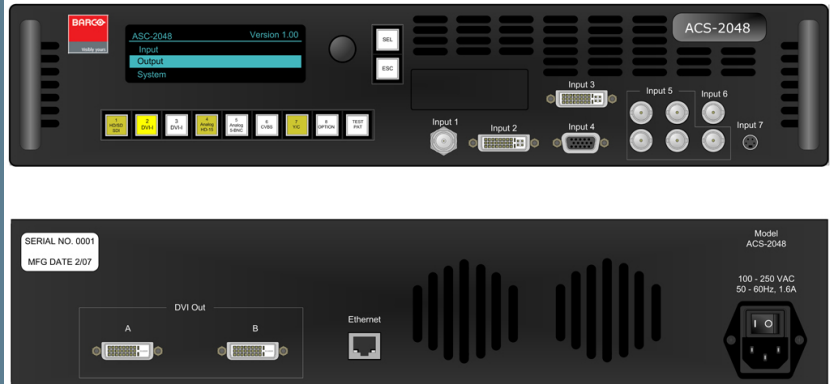 BARCO
Visibly yours
ASC-2048 Version 1.00
Input
Output
System
SEL
ESC
ACS-2048
1
HD/SD
SDI
2
DVI-I
3
DVI-I
4
Analog
HD-15
5
Analog
5-BNC
6
CVBS
7
Y/C
8
OPTION
TEST
PAT
Input 1
Input 2
Input 3
Input 4
Input 5
Input 6
Input 7
SERIAL NO. 0001
MFG DATE 2/07
DVI Out
A
B
Ethernet
Model
ACS-2048
100 - 250 VAC
50 - 60Hz, 1.6A
I O